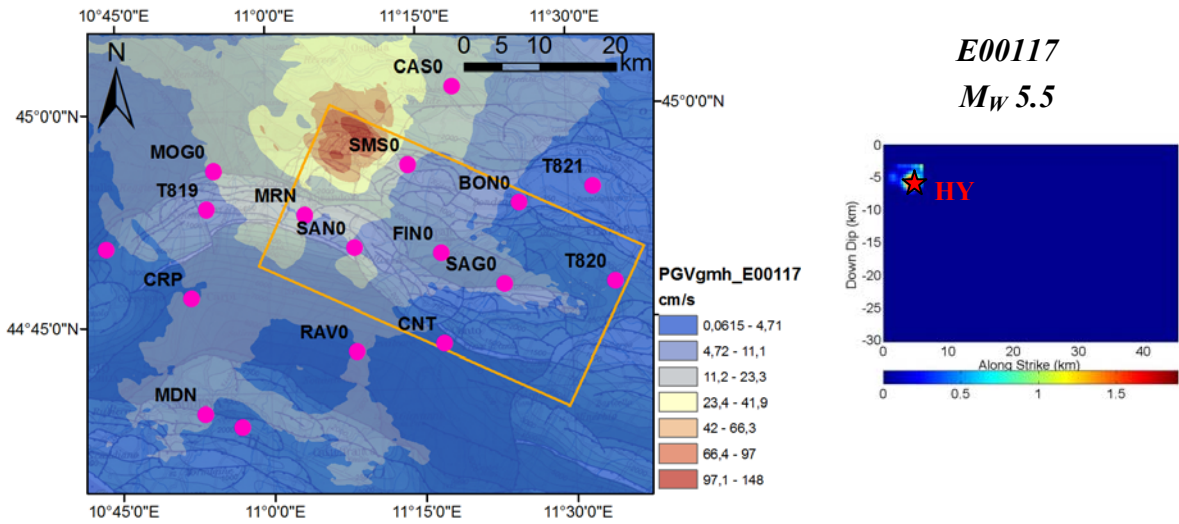 10°45'0"E 11°0'0"E 11°15'0"E 11°30'0"E
N
0 5 10 20
km
CAS0
45°0'0"N
45°0'0"N
SMS0
MOG0
T821
T819
MRN
BON0
SAN0
FIN0
SAG0
T820
CRP
44°45'0"N
RAV0
CNT
MDN
10°45'0"E 11°0'0"E 11°15'0"E 11°30'0"E
PGVgmh_E00117
cm/s
0,0615 - 4,71
4,72 - 11,1
11,2 - 23,3
23,4 - 41,9
42 - 66,3
66,4 - 97
97,1 - 148
E00117
MW 5.5
Down Dip (km)
0
-5
-10
-15
-20
-25
-30
HY
0 10 20 30 40
Along Strike (km)
0 0.5 1 1.5